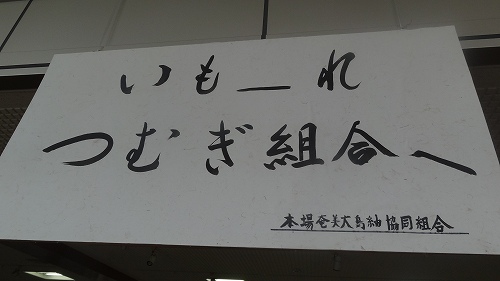 いもーれ
つむぎ組合へ
本場奄美大島紬協同組合